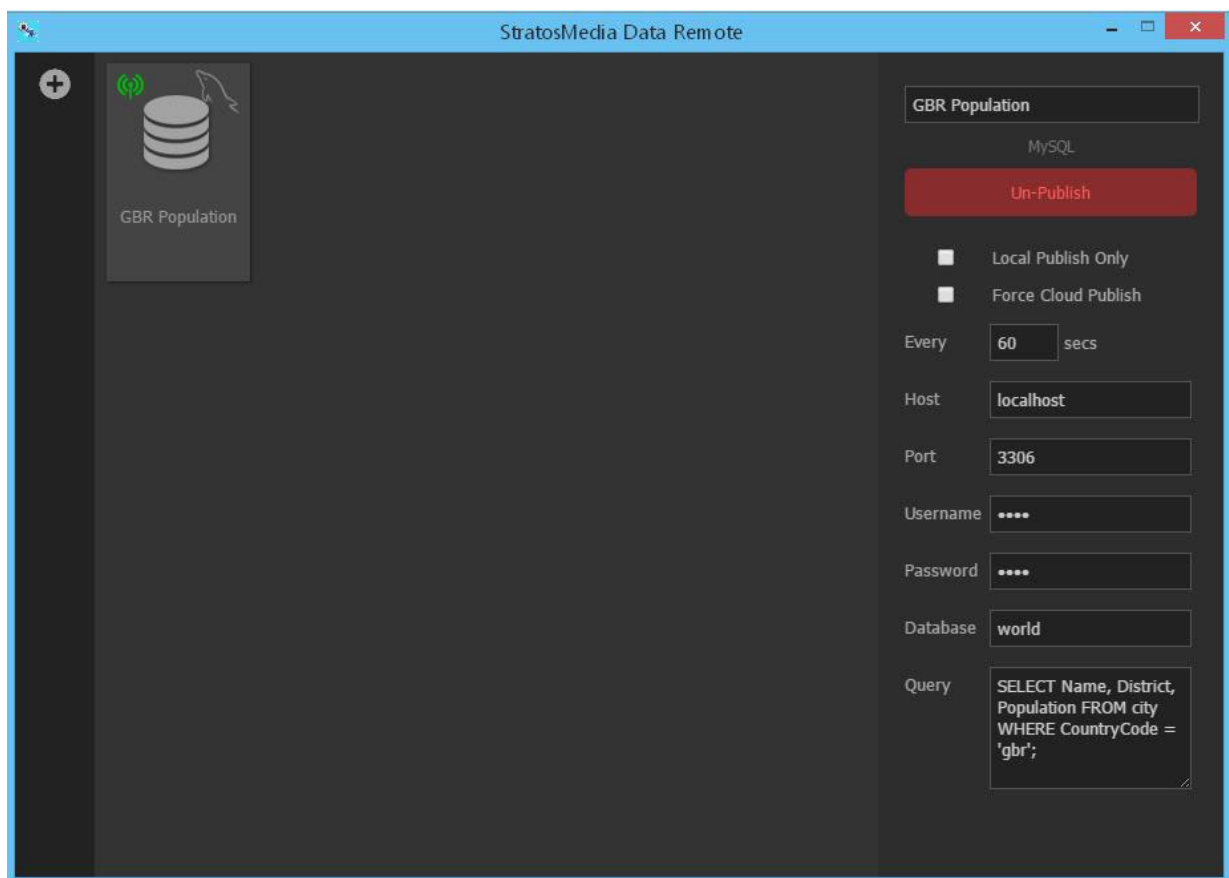 StratosMedia Data Remote
GBR Population
GBR Population
MySQL
Un-Publish
Local Publish Only
Force Cloud Publish
Every 60 secs
Host localhost
Port 3306
Username ••••
Password ••••
Database world
Query SELECT Name, District,
Population FROM city
WHERE CountryCode =
'gbr';